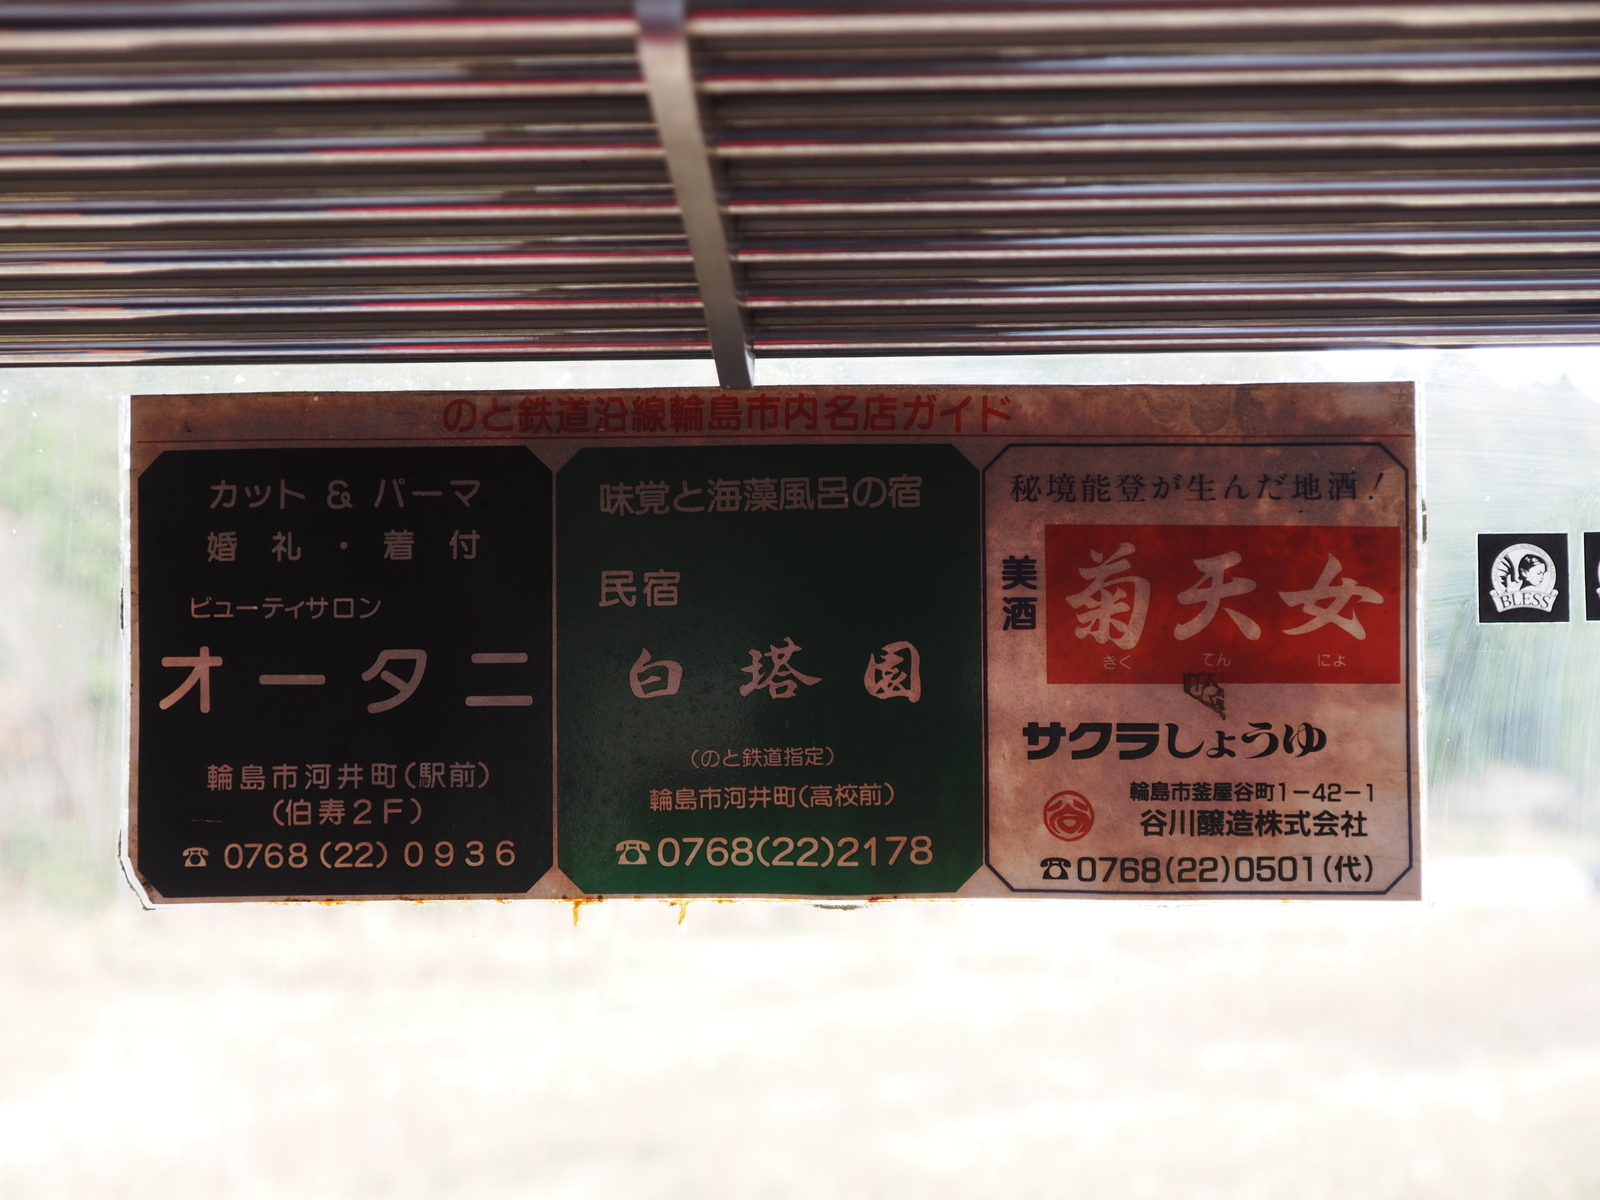 のと鉄道沿線輪島市内名店ガイド
カット & パーマ
婚礼・着付
ビューティサロン
オータニ
輪島市河井町(駅前)
(伯寿2F)
☎ 0768(22)0936
味覚と海藻風呂の宿
民宿
白塔園
(のと鉄道指定)
輪島市河井町(高校前)
☎0768(22)2178
秘境能登が生んだ地酒!
美酒
菊天女
きく てん にょ
サクラしょうゆ
輪島市釜屋谷町1-42-1
谷
谷川醸造株式会社
☎0768(22)0501(代)
BLESS